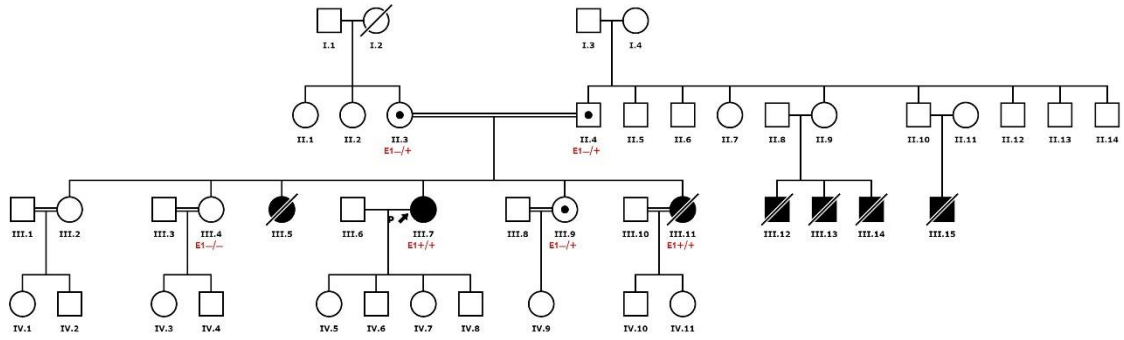 I.1 I.2 I.3 I.4
II.1 II.2 II.3 II.4 II.5 II.6 II.7 II.8 II.9 II.10 II.11 II.12 II.13 II.14
E1−/+ E1−/+
P
III.1 III.2 III.3 III.4 III.5 III.6 III.7 III.8 III.9 III.10 III.11 III.12 III.13 III.14 III.15
E1−/− E1+/+ E1−/+ E1+/+
IV.1 IV.2 IV.3 IV.4 IV.5 IV.6 IV.7 IV.8 IV.9 IV.10 IV.11